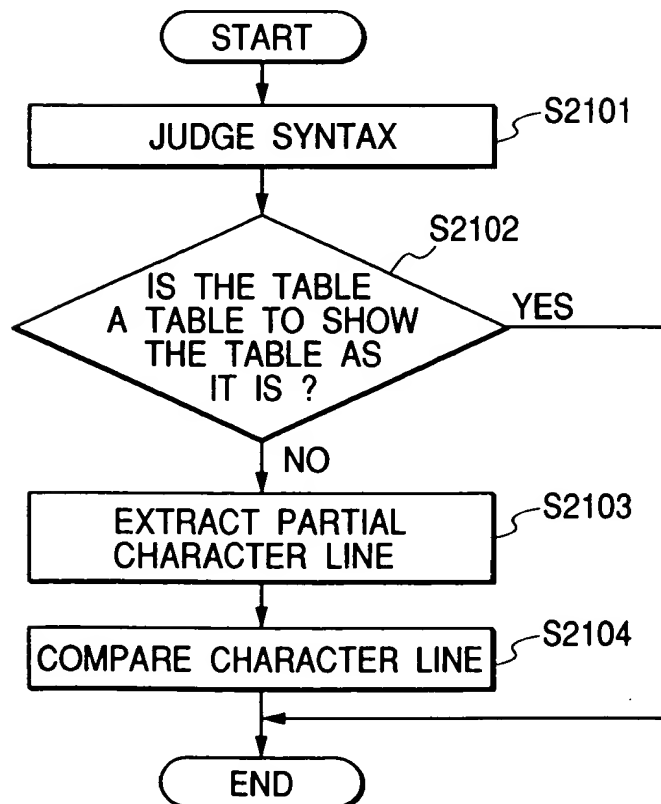 START
S2101
JUDGE SYNTAX
S2102
IS THE TABLE
A TABLE TO SHOW
THE TABLE AS
IT IS ?
YES
NO
S2103
EXTRACT PARTIAL
CHARACTER LINE
S2104
COMPARE CHARACTER LINE
END